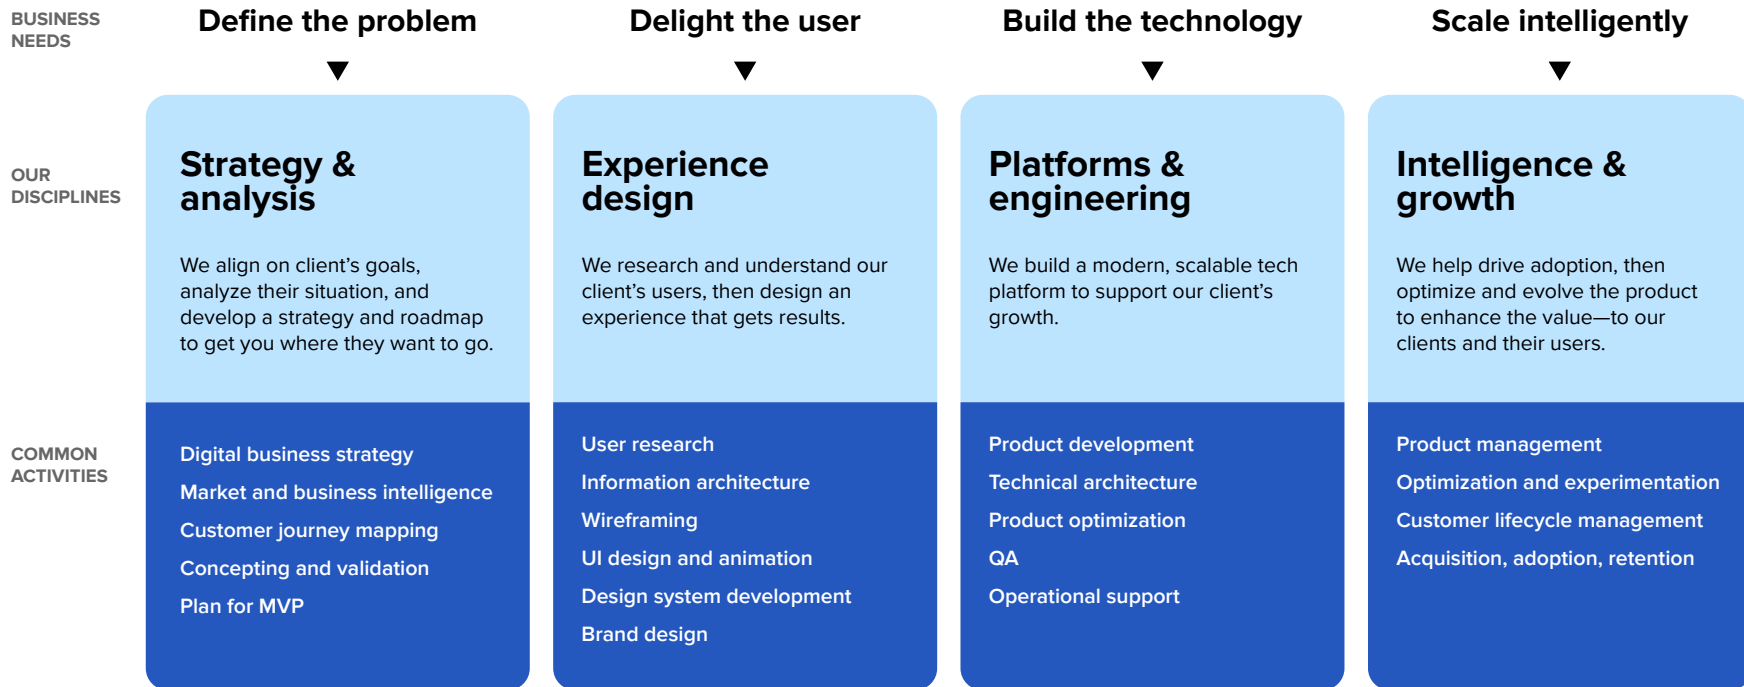 BUSINESS
NEEDS
Define the problem
Delight the user
Build the technology
Scale intelligently
OUR
DISCIPLINES
Strategy &
analysis
We align on client’s goals,
analyze their situation, and
develop a strategy and roadmap
to get you where they want to go.
Experience
design
We research and understand our
client’s users, then design an
experience that gets results.
Platforms &
engineering
We build a modern, scalable tech
platform to support our client’s
growth.
Intelligence &
growth
We help drive adoption, then
optimize and evolve the product
to enhance the value—to our
clients and their users.
COMMON
ACTIVITIES
Digital business strategy
Market and business intelligence
Customer journey mapping
Concepting and validation
Plan for MVP
User research
Information architecture
Wireframing
UI design and animation
Design system development
Brand design
Product development
Technical architecture
Product optimization
QA
Operational support
Product management
Optimization and experimentation
Customer lifecycle management
Acquisition, adoption, retention